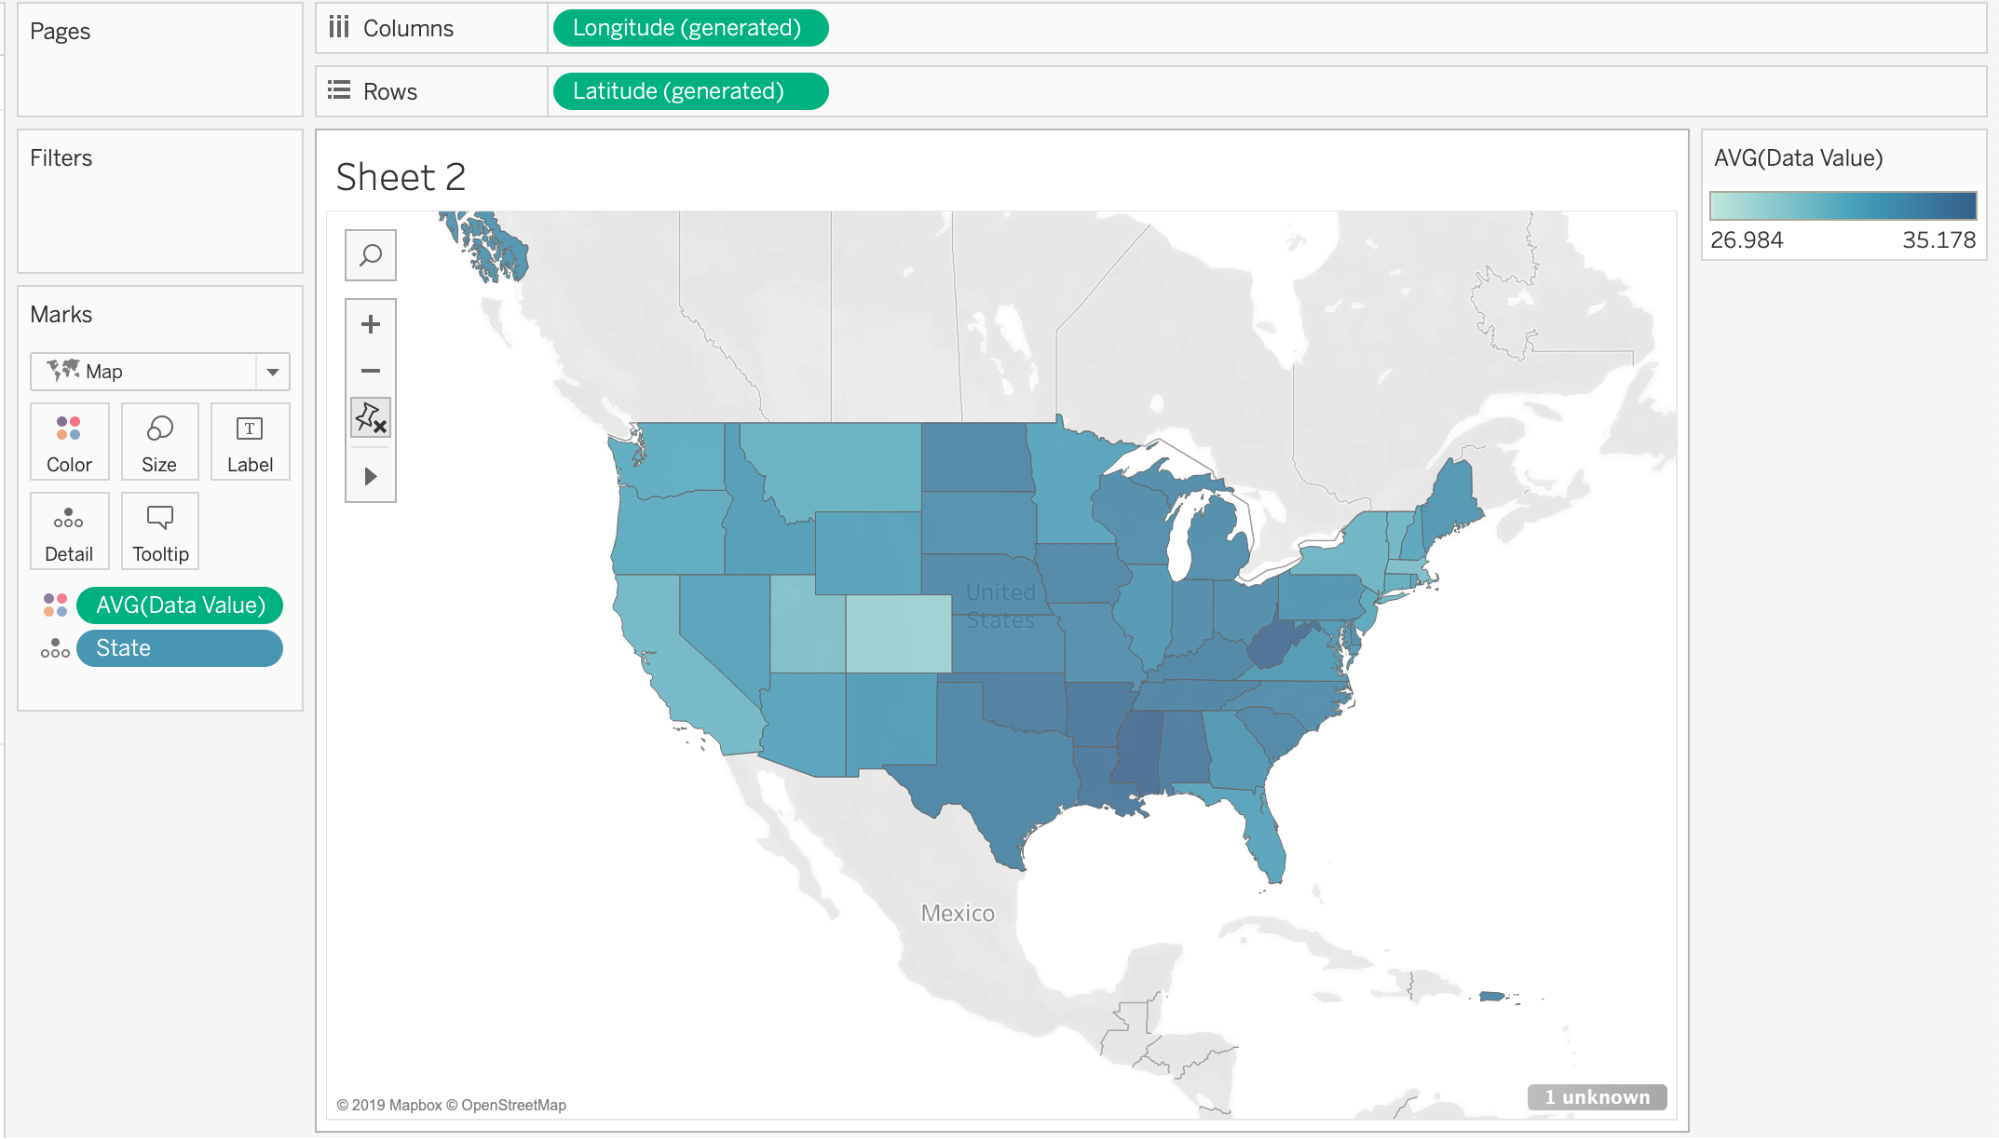 Pages
Columns
Longitude (generated)
Rows
Latitude (generated)
Filters
Marks
Map
Color
Size
T
Label
Detail
Tooltip
AVG(Data Value)
State
Sheet 2
United
States
Mexico
© 2019 Mapbox © OpenStreetMap
1 unknown
AVG(Data Value)
26.984
35.178